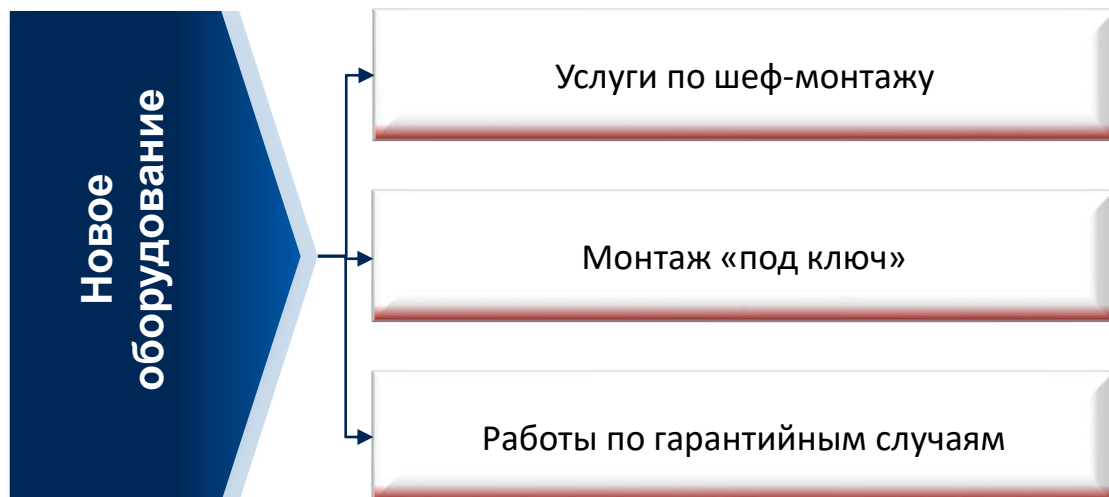 Новое
оборудование
Услуги по шеф-монтажу
Монтаж «под ключ»
Работы по гарантийным случаям